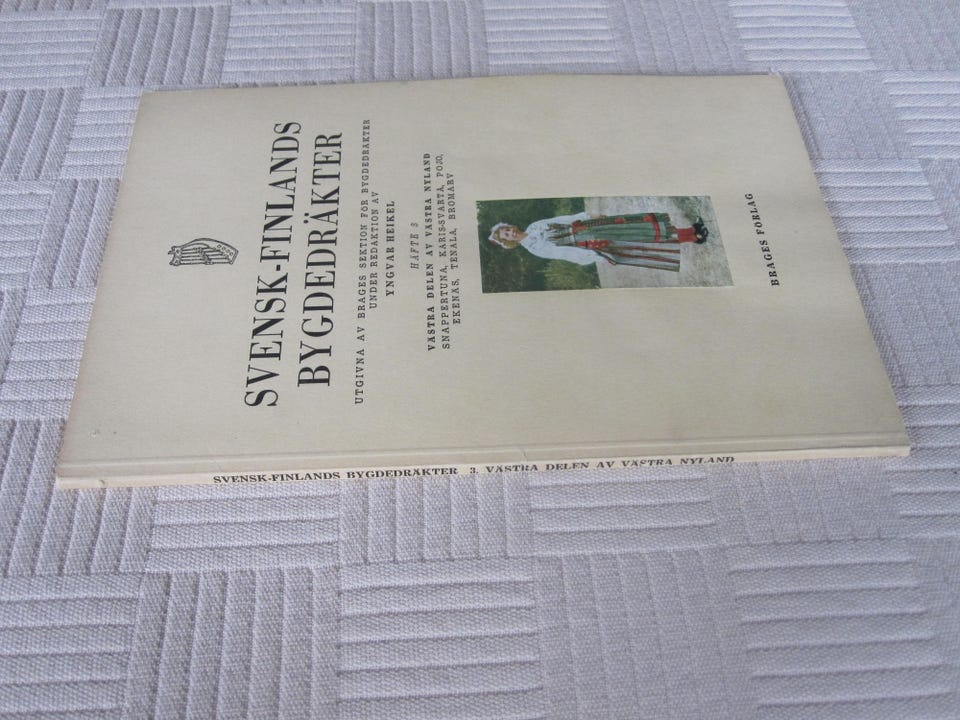 SVENSK-FINLANDS
BYGDEDRÄKTER
UTGIVNA AV BRAGES SEKTION FÖR BYGDEDRÄKTER
UNDER REDAKTION AV
YNGVAR HEIKEL
HÄFTE 3
VÄSTRA DELEN AV VÄSTRA NYLAND
SNAPPERTUNA, KARIS-SVARTÅ, POJO,
EKENÄS, TENALA, BROMARV
BRAGES FÖRLAG
SVENSK-FINLANDS BYGDEDRÄKTER 3. VÄSTRA DELEN AV VÄSTRA NYLAND